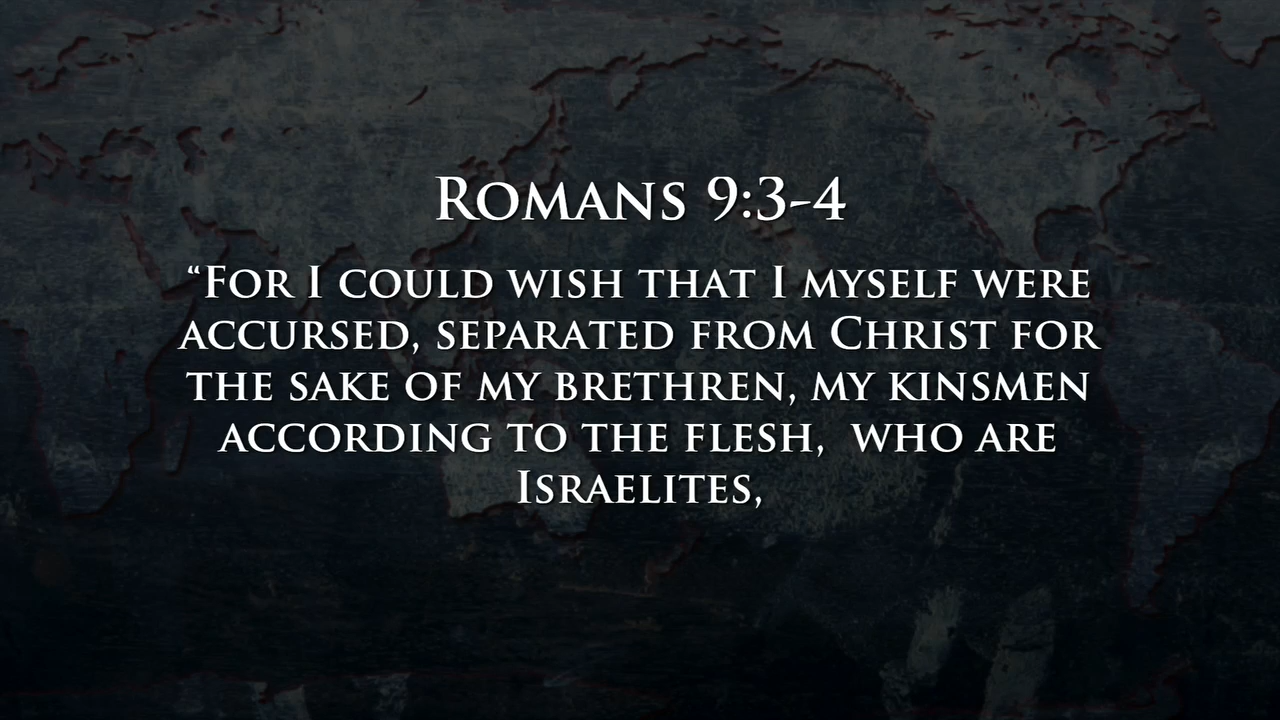 Romans 9:3-4
“For I could wish that I myself were
accursed, separated from Christ for
the sake of my brethren, my kinsmen
according to the flesh,  who are
Israelites,